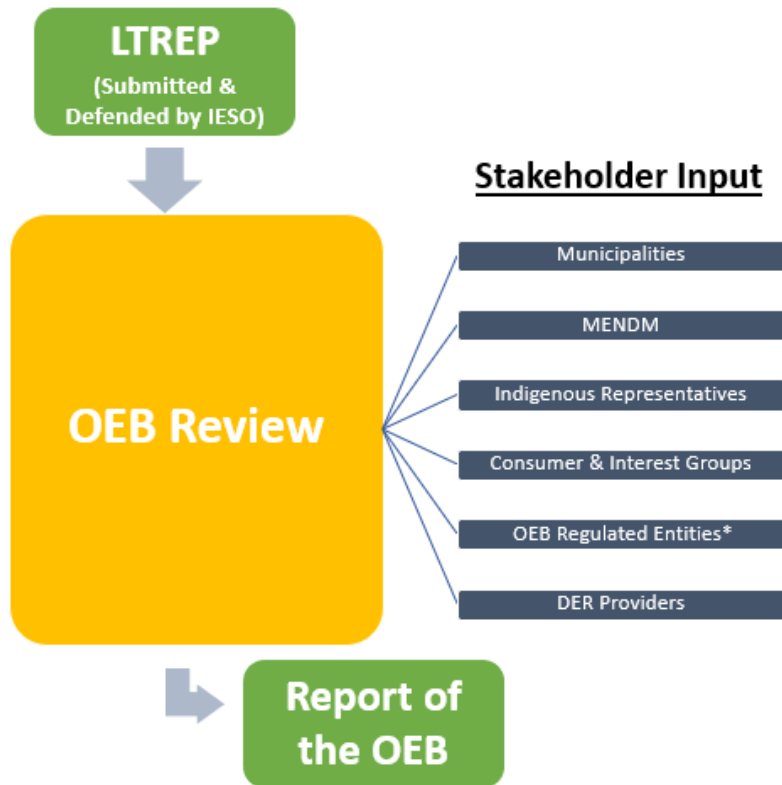 LTREP
(Submitted &
Defended by IESO)
Stakeholder Input
Municipalities
MENDM
Indigenous Representatives
Consumer & Interest Groups
OEB Regulated Entities*
DER Providers
OEB Review
Report of
the OEB